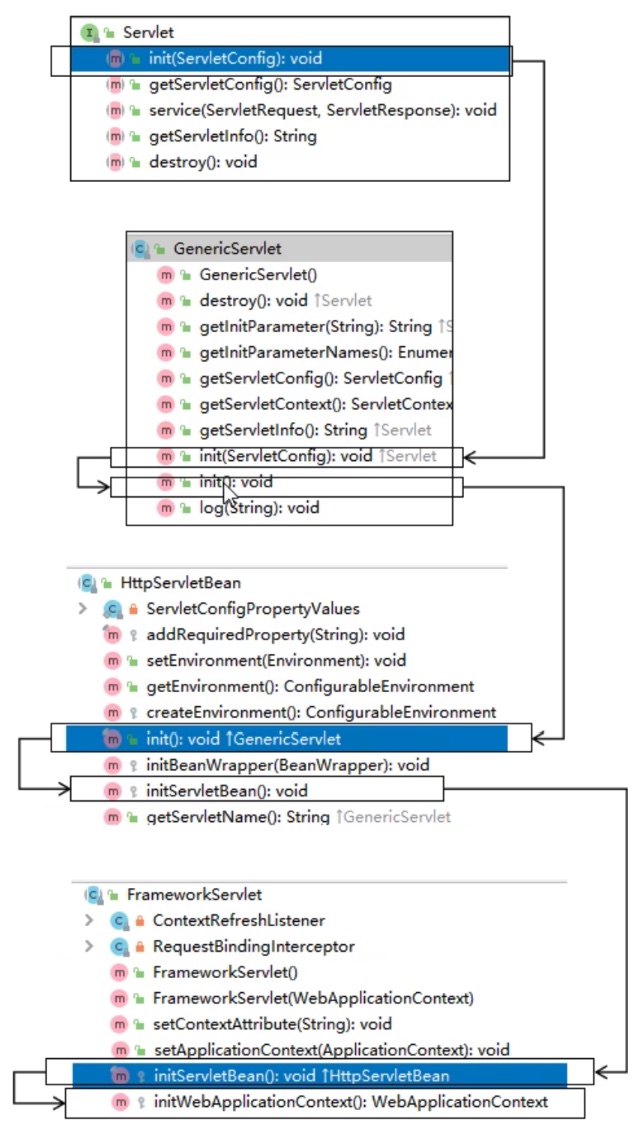 Servlet
init(ServletConfig): void
getServletConfig(): ServletConfig
service(ServletRequest, ServletResponse): void
getServletInfo(): String
destroy(): void
GenericServlet
GenericServlet()
destroy(): void ↑Servlet
getInitParameter(String): String ↑S
getInitParameterNames(): Enumer
getServletConfig(): ServletConfig
getServletContext(): ServletContex
getServletInfo(): String ↑Servlet
init(ServletConfig): void ↑Servlet
init(): void
log(String): void
HttpServletBean
ServletConfigPropertyValues
addRequiredProperty(String): void
setEnvironment(Environment): void
getEnvironment(): ConfigurableEnvironment
createEnvironment(): ConfigurableEnvironment
init(): void ↑GenericServlet
initBeanWrapper(BeanWrapper): void
initServletBean(): void
getServletName(): String ↑GenericServlet
FrameworkServlet
ContextRefreshListener
RequestBindingInterceptor
FrameworkServlet()
FrameworkServlet(WebApplicationContext)
setContextAttribute(String): void
setApplicationContext(ApplicationContext): void
initServletBean(): void ↑HttpServletBean
initWebApplicationContext(): WebApplicationContext